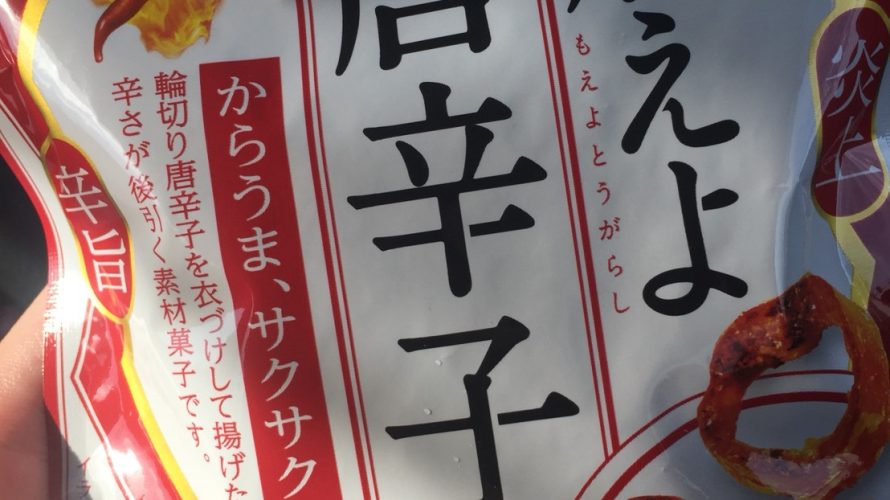 炎上
えよ
もえよとうがらし
唐辛子
からうま、サクサク
輪切り唐辛子を衣づけして揚げた
辛さが後引く素材菓子です。
辛旨